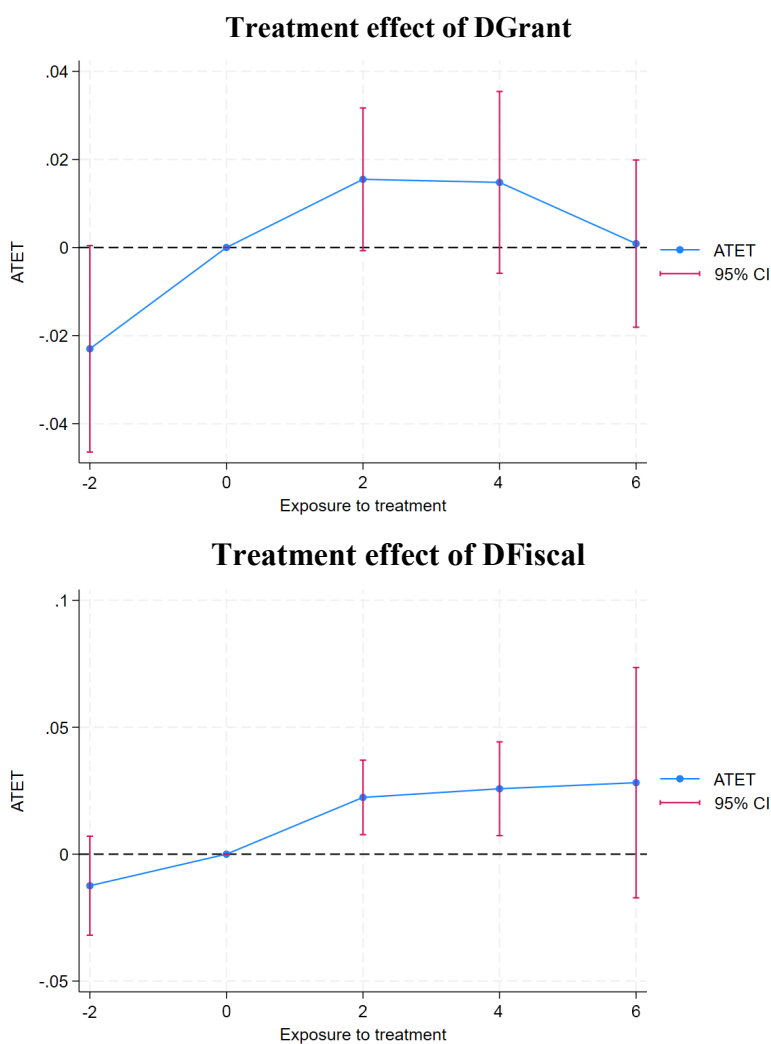 Treatment effect of DGrant
.04
.02
0
-.02
-.04
ATET
-2 0 2 4 6
Exposure to treatment
ATET
95% CI
Treatment effect of DFiscal
.1
.05
0
-.05
ATET
-2 0 2 4 6
Exposure to treatment
ATET
95% CI